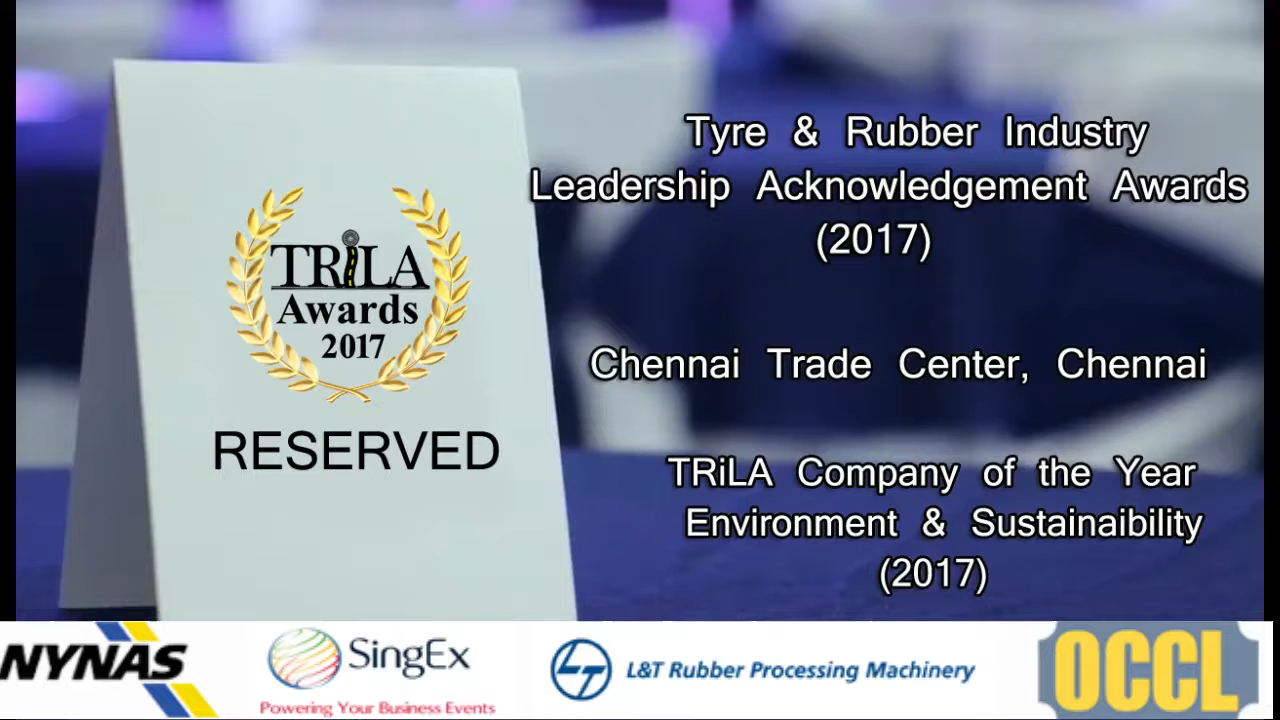 TRiLA
Awards
2017
RESERVED
Tyre & Rubber Industry
Leadership Acknowledgement Awards
(2017)
Chennai Trade Center, Chennai
TRiLA Company of the Year
Environment & Sustainaibility
(2017)
NYNAS
SingEx
Powering Your Business Events
L&T Rubber Processing Machinery
OCCL